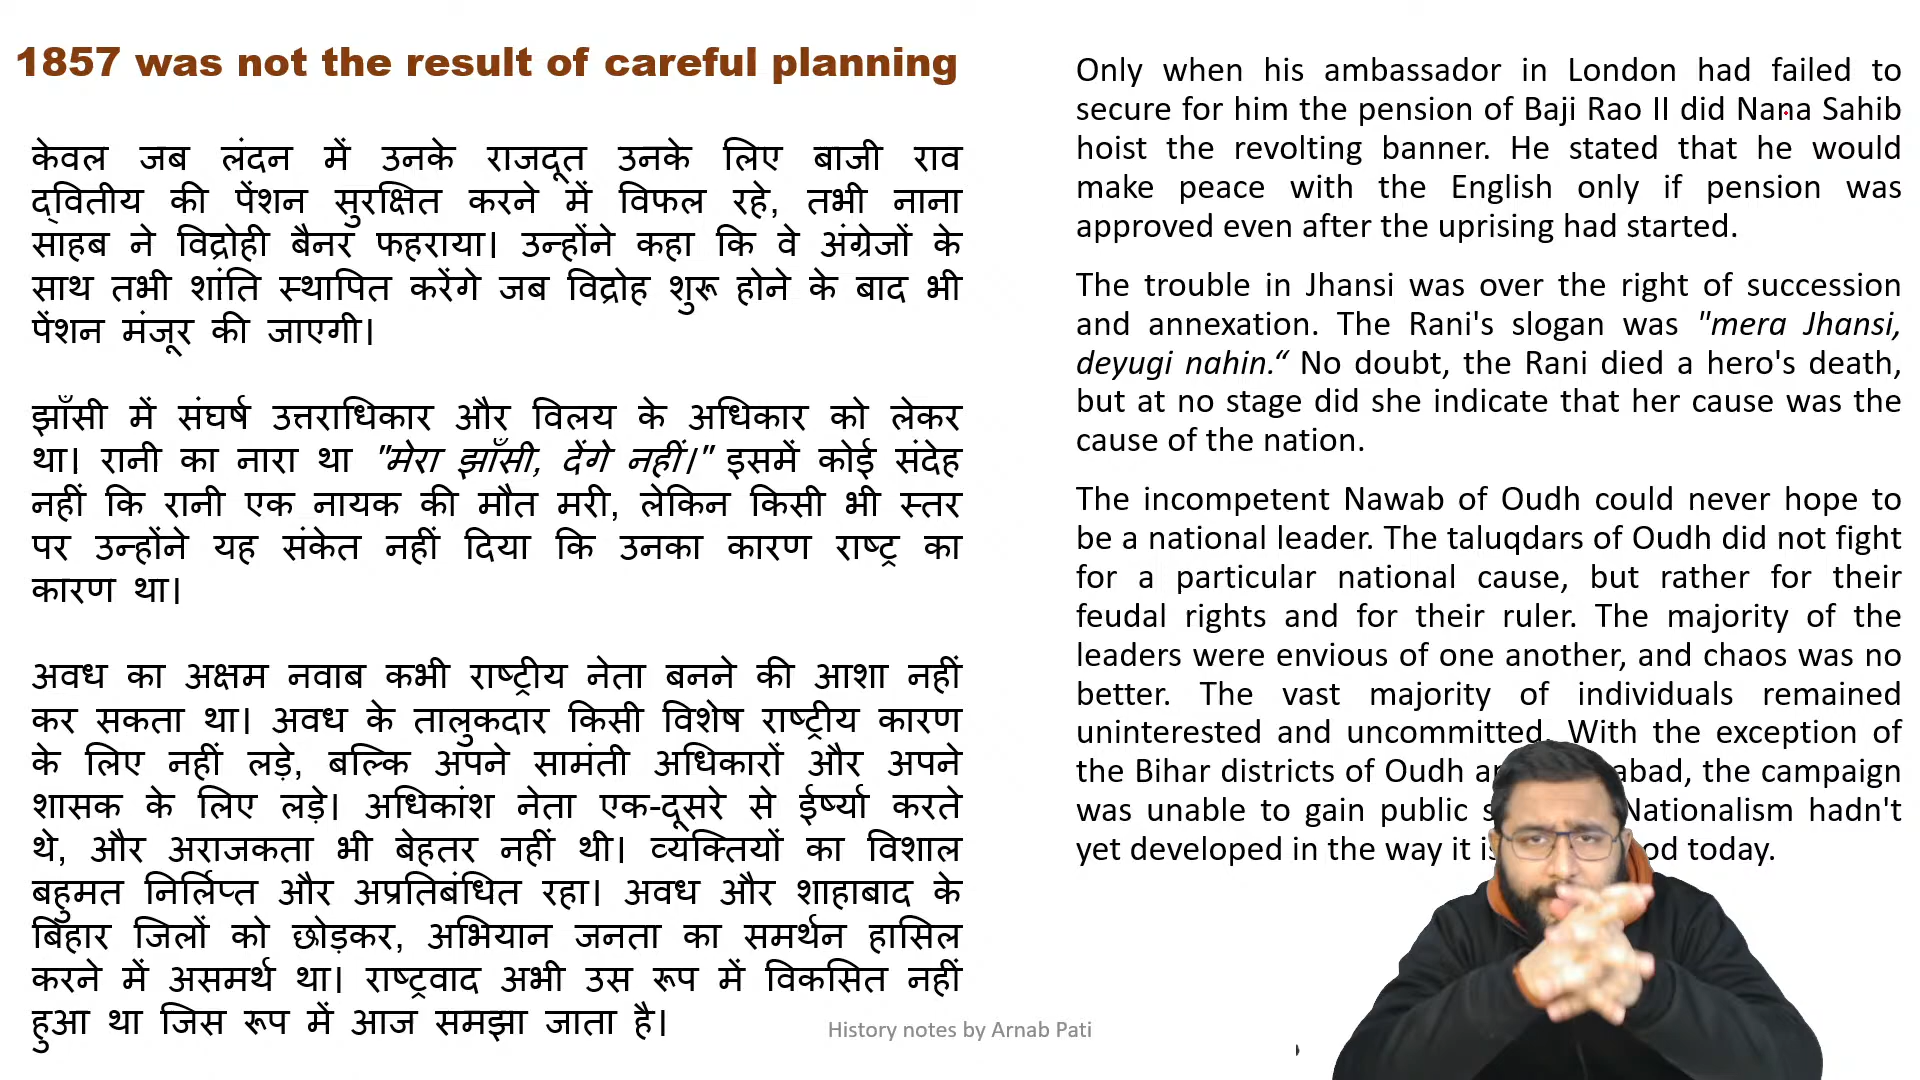 1857 was not the result of careful planning
केवल जब लंदन में उनके राजदूत उनके लिए बाजी राव
द्वितीय की पेंशन सुरक्षित करने में विफल रहे, तभी नाना
साहब ने विद्रोही बैनर फहराया। उन्होंने कहा कि वे अंग्रेजों के
साथ तभी शांति स्थापित करेंगे जब विद्रोह शुरू होने के बाद भी
पेंशन मंजूर की जाएगी।
झाँसी में संघर्ष उत्तराधिकार और विलय के अधिकार को लेकर
था। रानी का नारा था "मेरा झाँसी, देंगे नहीं।" इसमें कोई संदेह
नहीं कि रानी एक नायक की मौत मरी, लेकिन किसी भी स्तर
पर उन्होंने यह संकेत नहीं दिया कि उनका कारण राष्ट्र का
कारण था।
अवध का अक्षम नवाब कभी राष्ट्रीय नेता बनने की आशा नहीं
कर सकता था। अवध के तालुकदार किसी विशेष राष्ट्रीय कारण
के लिए नहीं लड़े, बल्कि अपने सामंती अधिकारों और अपने
शासक के लिए लड़े। अधिकांश नेता एक-दूसरे से ईर्ष्या करते
थे, और अराजकता भी बेहतर नहीं थी। व्यक्तियों का विशाल
बहुमत निर्लिप्त और अप्रतिबंधित रहा। अवध और शाहाबाद के
बिहार जिलों को छोड़कर, अभियान जनता का समर्थन हासिल
करने में असमर्थ था। राष्ट्रवाद अभी उस रूप में विकसित नहीं
हुआ था जिस रूप में आज समझा जाता है।
Only when his ambassador in London had failed to
secure for him the pension of Baji Rao II did Nana Sahib
hoist the revolting banner. He stated that he would
make peace with the English only if pension was
approved even after the uprising had started.
The trouble in Jhansi was over the right of succession
and annexation. The Rani's slogan was "mera Jhansi,
deyugi nahin.“ No doubt, the Rani died a hero's death,
but at no stage did she indicate that her cause was the
cause of the nation.
The incompetent Nawab of Oudh could never hope to
be a national leader. The taluqdars of Oudh did not fight
for a particular national cause, but rather for their
feudal rights and for their ruler. The majority of the
leaders were envious of one another, and chaos was no
better. The vast majority of individuals remained
uninterested and uncommitted. With the exception of
the Bihar districts of Oudh the campaign
was unable to gain public Nationalism hadn't
yet developed in the way it is today.
History notes by Arnab Pati